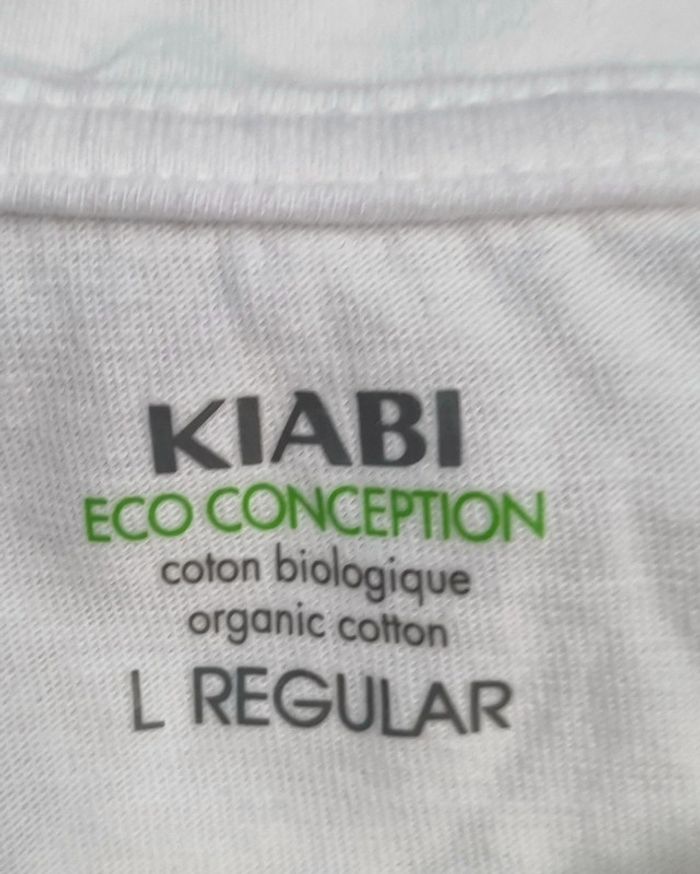 KIABI
ECO CONCEPTION
coton biologique
organic cotton
L REGULAR